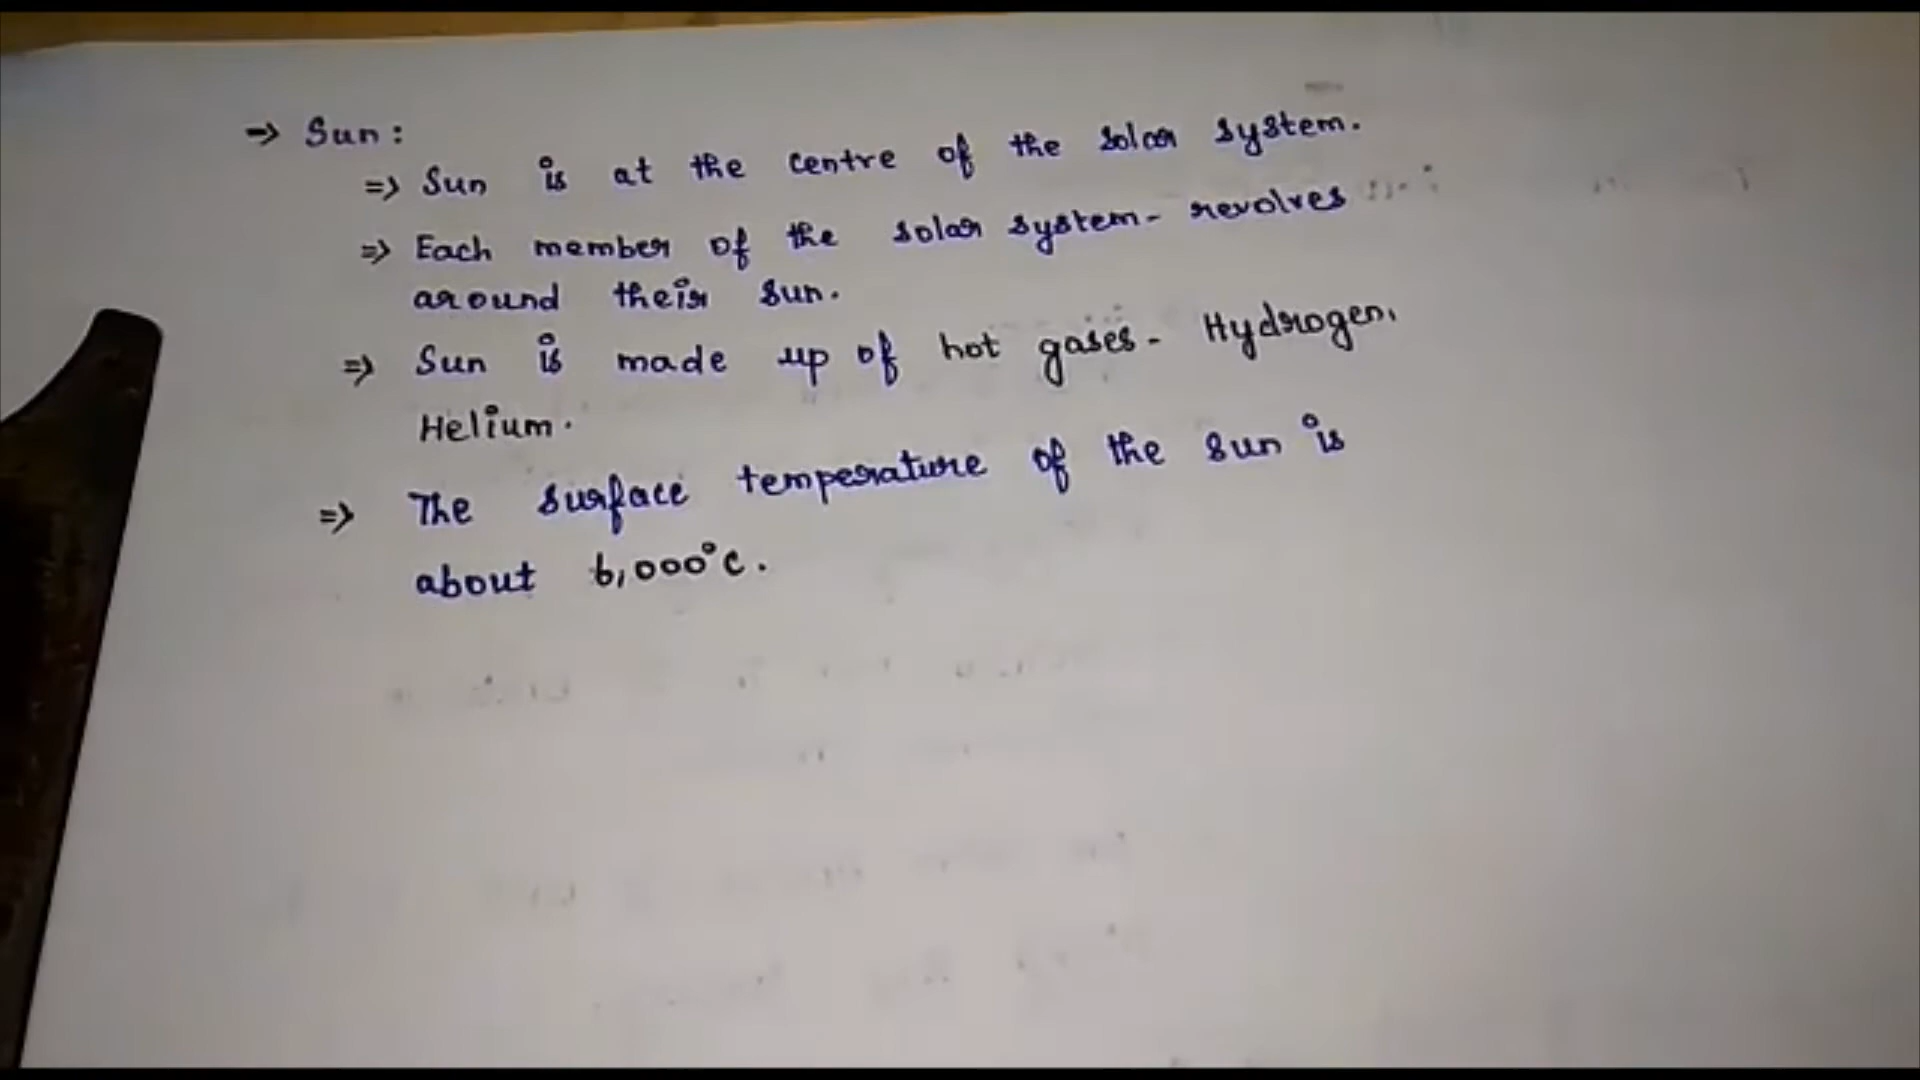 → Sun:
⇒ Sun is at the centre of the solar system.
⇒ Each member of the solar system- revolves
around their sun.
⇒ Sun is made up of hot gases- Hydrogen,
Helium.
⇒ The surface temperature of the sun is
about 6,000°c.